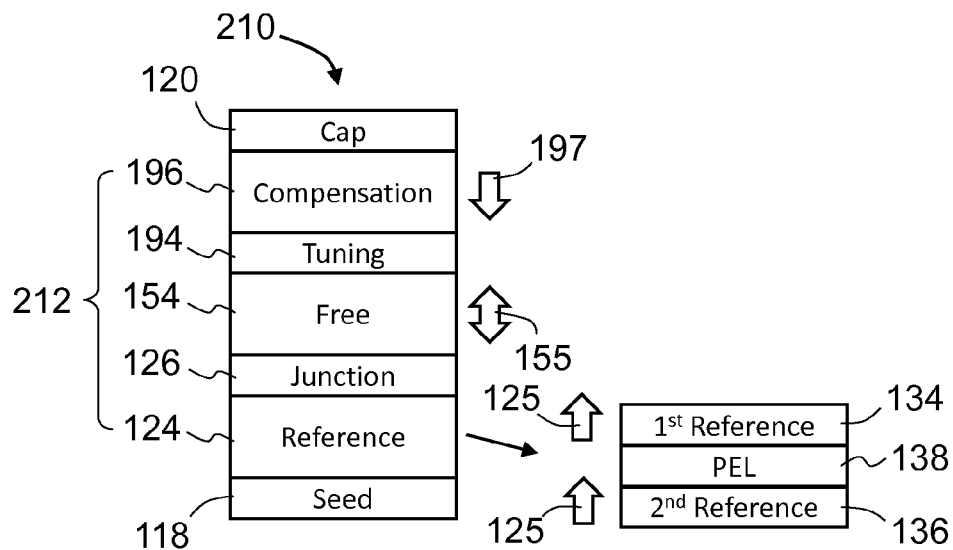 210
120
Cap
196
Compensation
197
194
Tuning
212
154
Free
155
126
Junction
124
Reference
118
Seed
125
1st Reference
134
PEL
138
125
2nd Reference
136